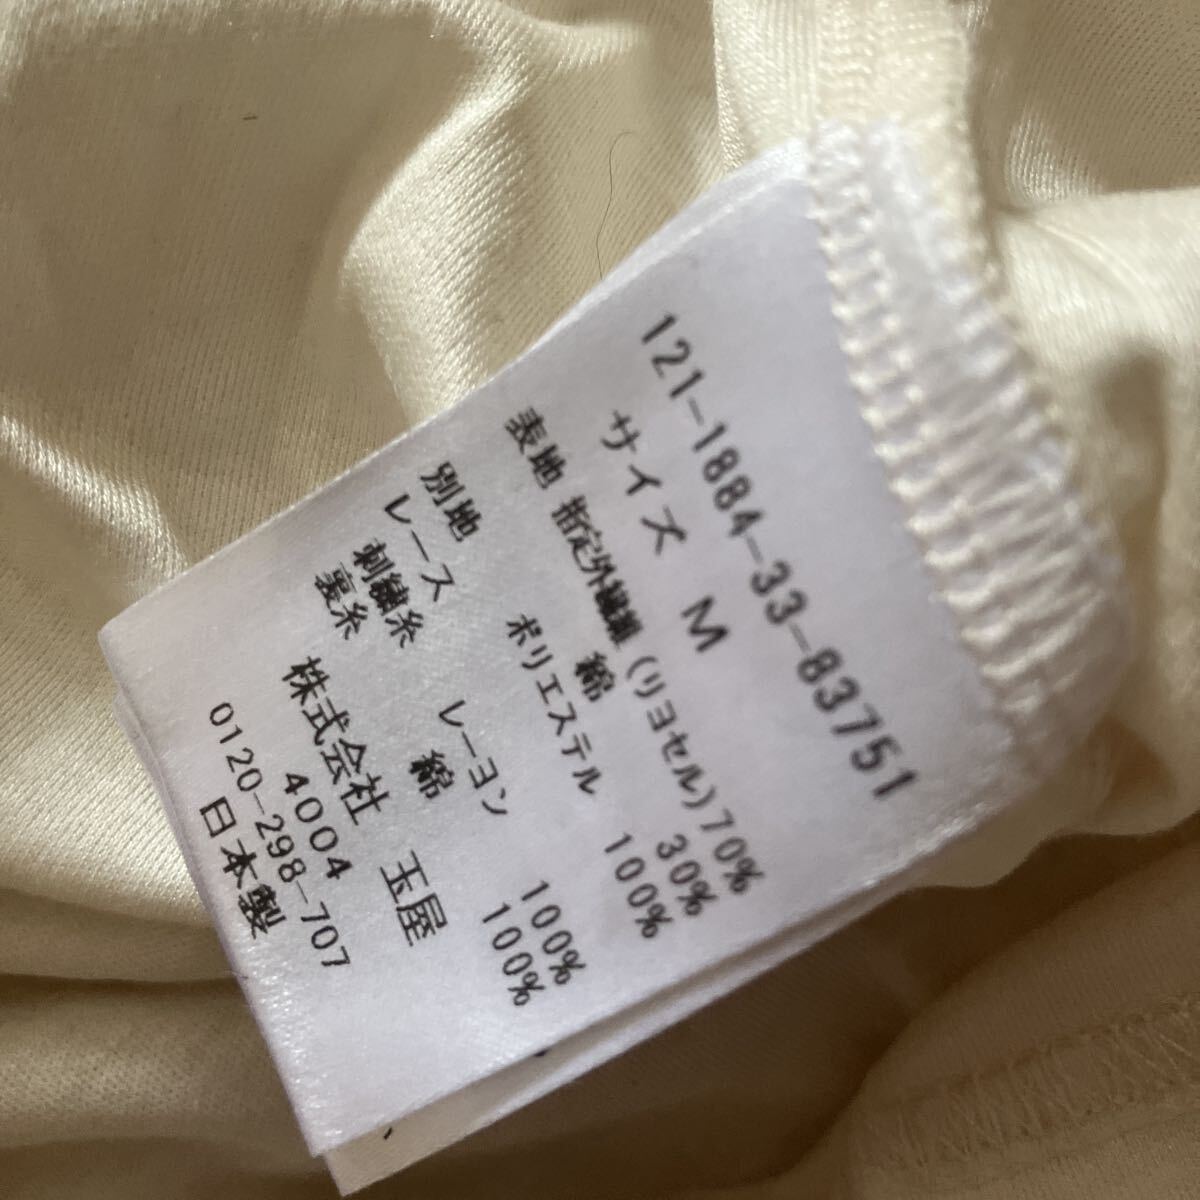 121-1884-33-83751
サイズ M
表地 指定外繊維(リヨセル)70%
綿 30%
別地 ポリエステル 100%
レース
刺繍糸 レーヨン 100%
裏糸 綿 100%
株式会社 玉屋
4004
0120-298-707
日本製